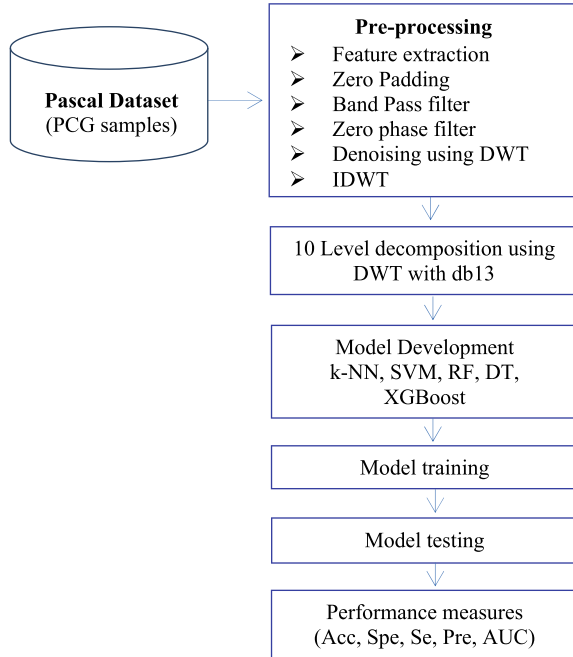 Pascal Dataset
(PCG samples)
Pre-processing
➢ Feature extraction
➢ Zero Padding
➢ Band Pass filter
➢ Zero phase filter
➢ Denoising using DWT
➢ IDWT
10 Level decomposition using
DWT with db13
Model Development
k-NN, SVM, RF, DT,
XGBoost
Model training
Model testing
Performance measures
(Acc, Spe, Se, Pre, AUC)